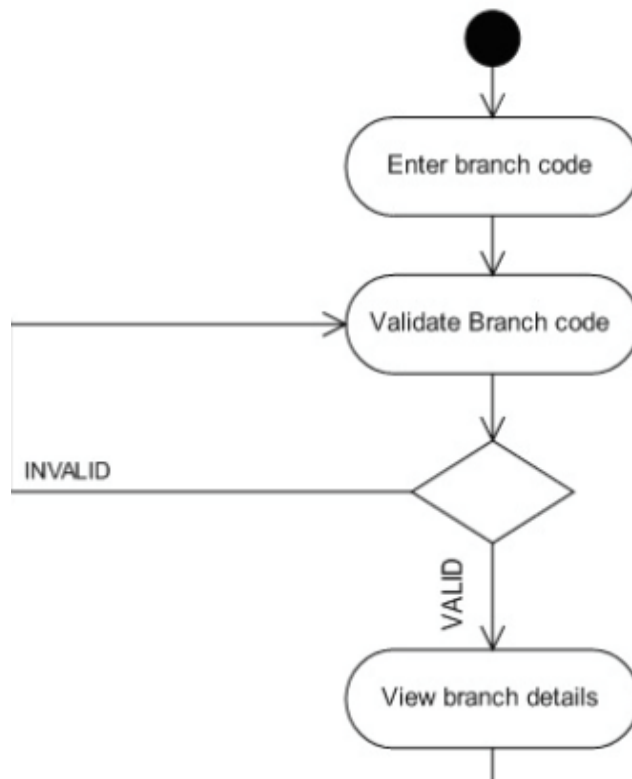 Enter branch code
Validate Branch code
INVALID
VALID
View branch details